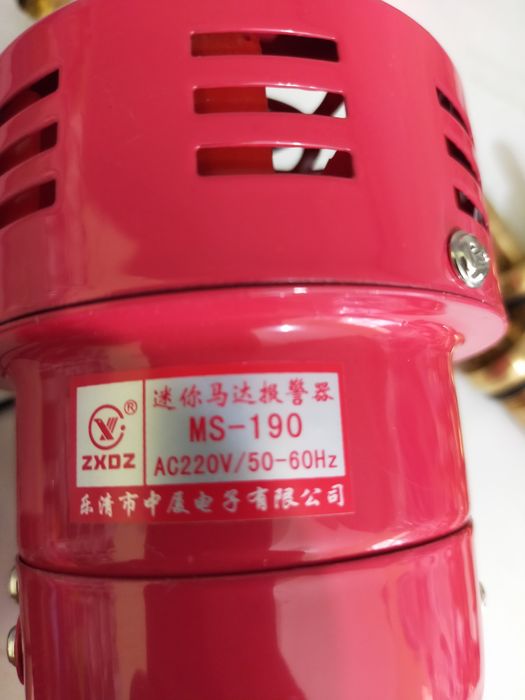 迷你马达报警器
MS-190
AC220V/50-60Hz
®
ZXDZ
乐清市中厦电子有限公司